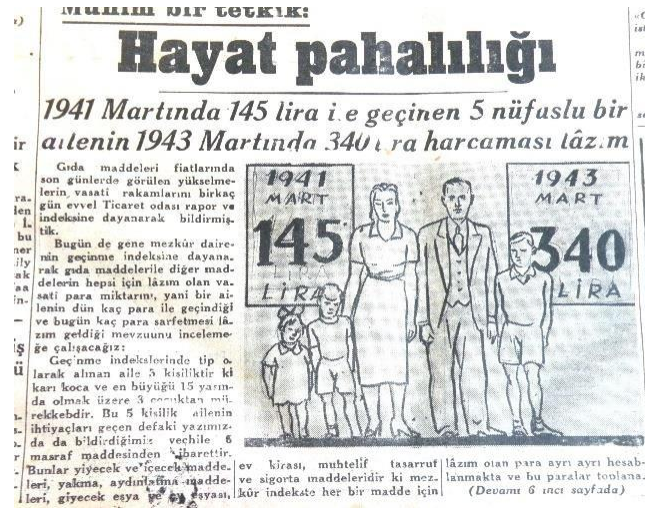 Mühim bir tetkik:
Hayat pahalılığı
1941 Martında 145 lira i.e geçinen 5 nüfuslu bir
ailenin 1943 Martında 340 ra harcaması lâzım
Gıda maddeleri fiatlarında
son günlerde görülen yükselme-
lerin vasati rakamlarını birkaç
gün evvel Ticaret odası rapor ve
indeksine dayanarak bildirmiş-
tik.
Bugün de gene mezkûr daire-
nin geçinme indeksine dayana-
rak gıda maddelerile diğer mad-
delerin hepsi için lâzım olan va-
sati para miktarını, yani bir ai-
lenin dün kaç para ile geçindiği
ve bugün kaç para sarfetmesi lâ-
zım geldiği mevzuunu inceleme-
ğe çalışacağız:
Geçinme indekslerinde tip o-
larak alınan aile 5 kişiliktir ki
karı koca ve en büyüğü 15 yaşın-
da olmak üzere 3 çocuktan mü-
rekkebdir. Bu 5 kişilik ailenin
ihtiyaçları geçen defaki yazımız-
da da bildirdiğimiz vechile 6
masraf maddesinden ibarettir.
Bunlar yiyecek ve içecek madde-
leri, yakma, aydınlatma madde-
leri, giyecek eşya ve ev eşyası,
1941
MART
145
LİRA
1943
MART
340
LİRA
ev kirası, muhtelif tasarruf
ve sigorta maddeleridir ki mez-
kûr indekste her bir madde için
lâzım olan para ayrı ayrı hesab-
lanmakta ve bu paralar toplana-
(Devamı 6 ıncı sayfada)